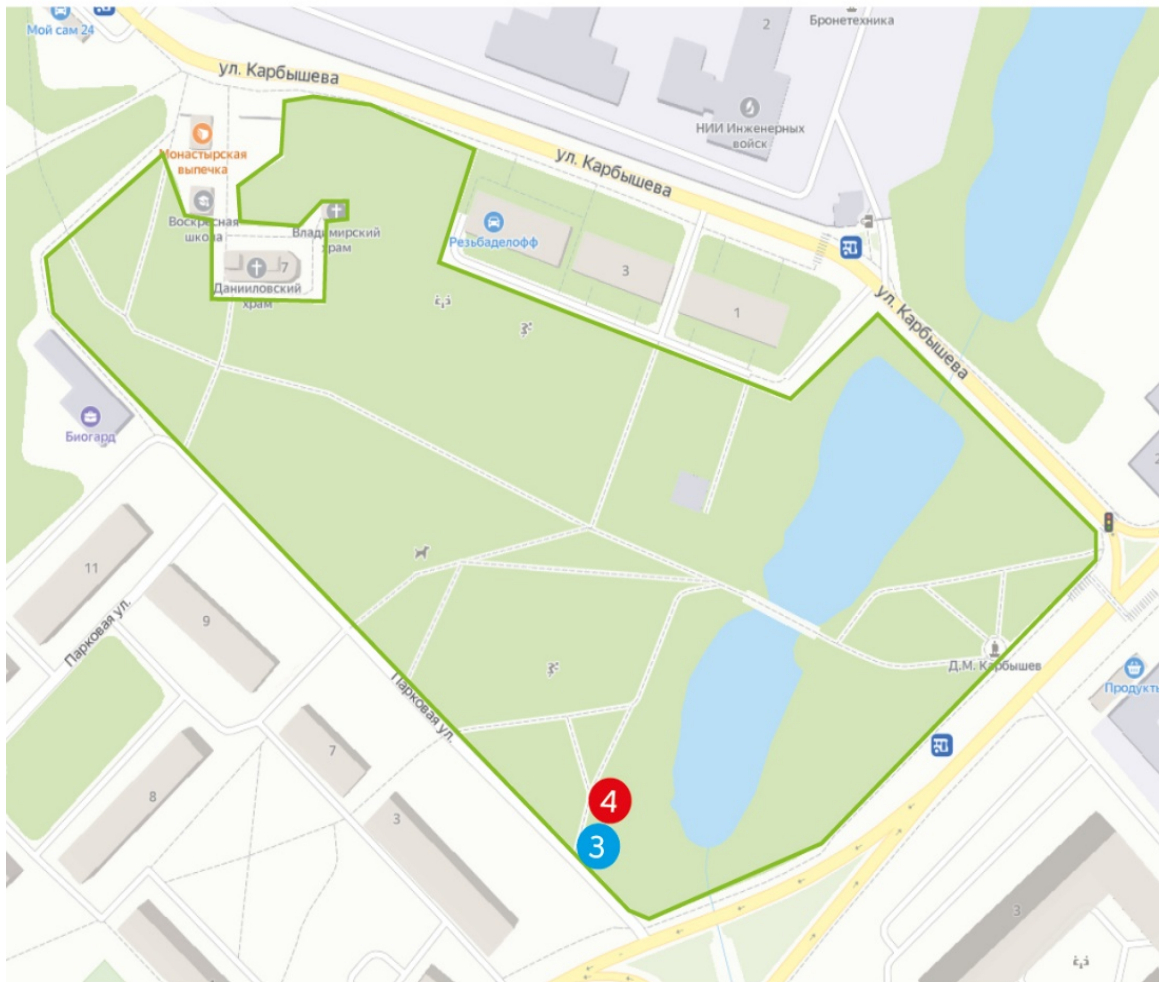 Мой сам 24
ул. Карбышева
2
Бронетехника
НИИ Инженерных
войск
Монастырская
выпечка
ул. Карбышева
Воскресная
школа
Владимирский
храм
Резьбаделофф
7
Данииловский
храм
3
1
ул. Карбышева
Биогард
2
11
9
Парковая ул.
Д.М. Карбышев
Продукты
Парковая ул.
7
8
3
4
3
3